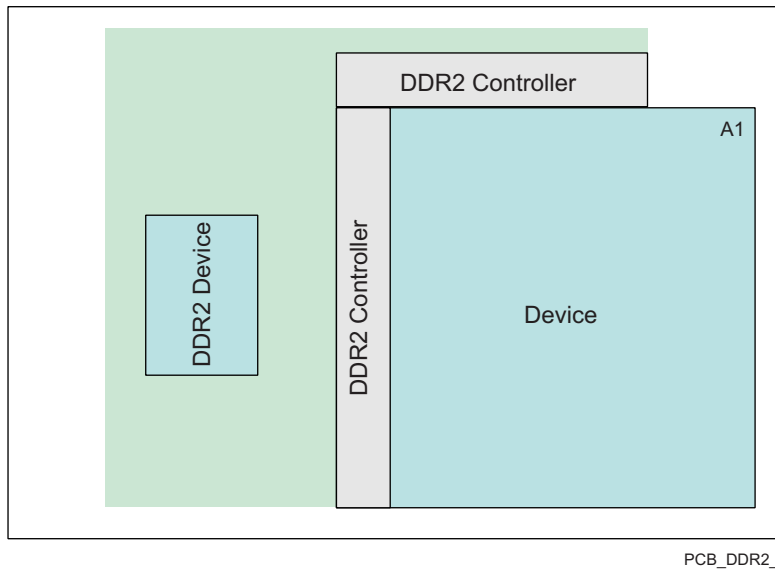 DDR2 Controller
A1
DDR2 Device
DDR2 Controller
Device
PCB_DDR2_